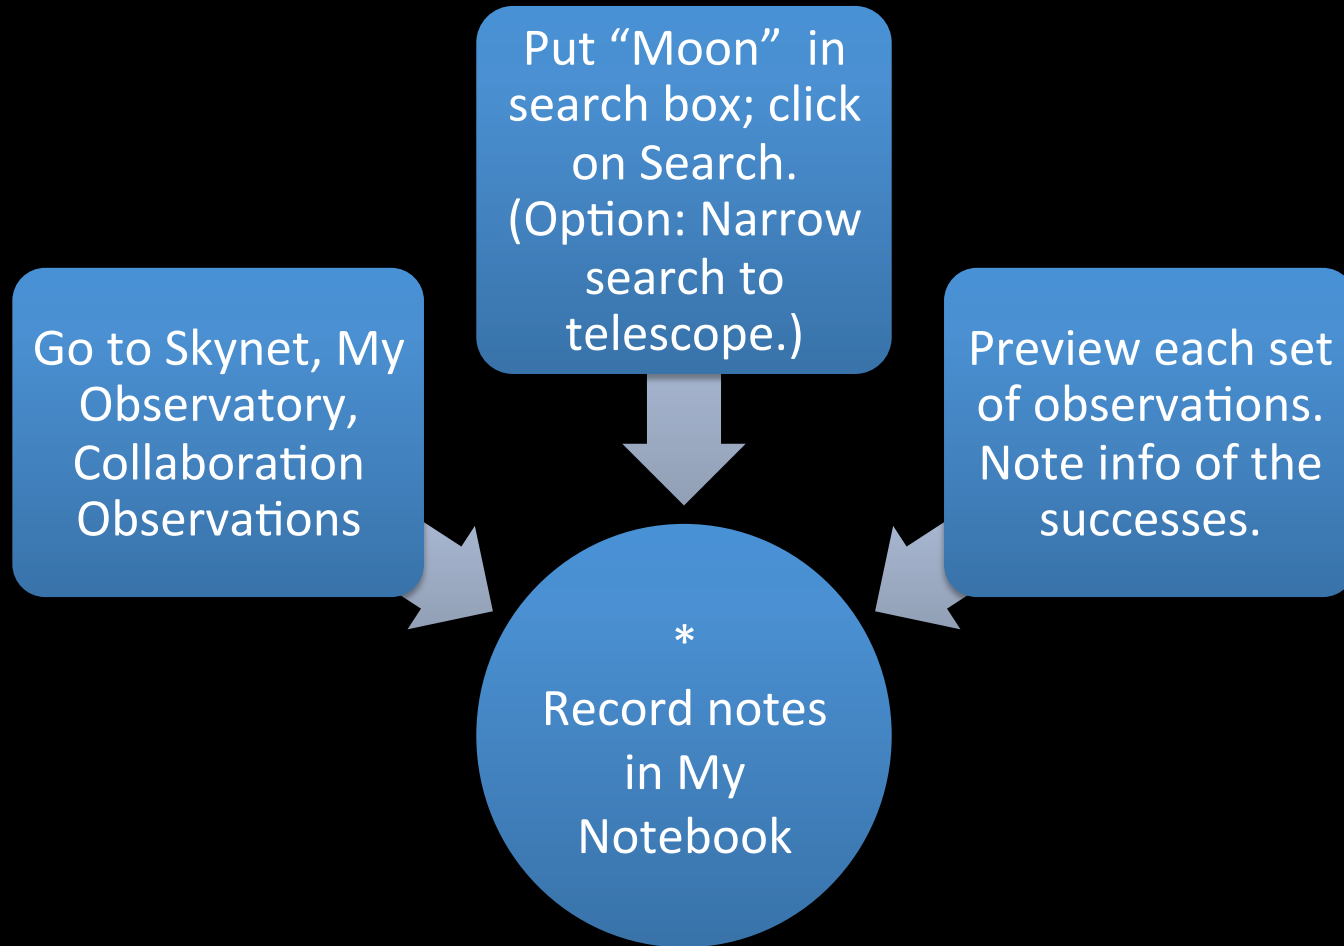 Go to Skynet, My
Observatory,
Collaboration
Observations
Put “Moon”  in
search box; click
on Search.
(Option: Narrow
search to
telescope.)
Preview each set
of observations.
Note info of the
successes.
*
Record notes
in My
Notebook